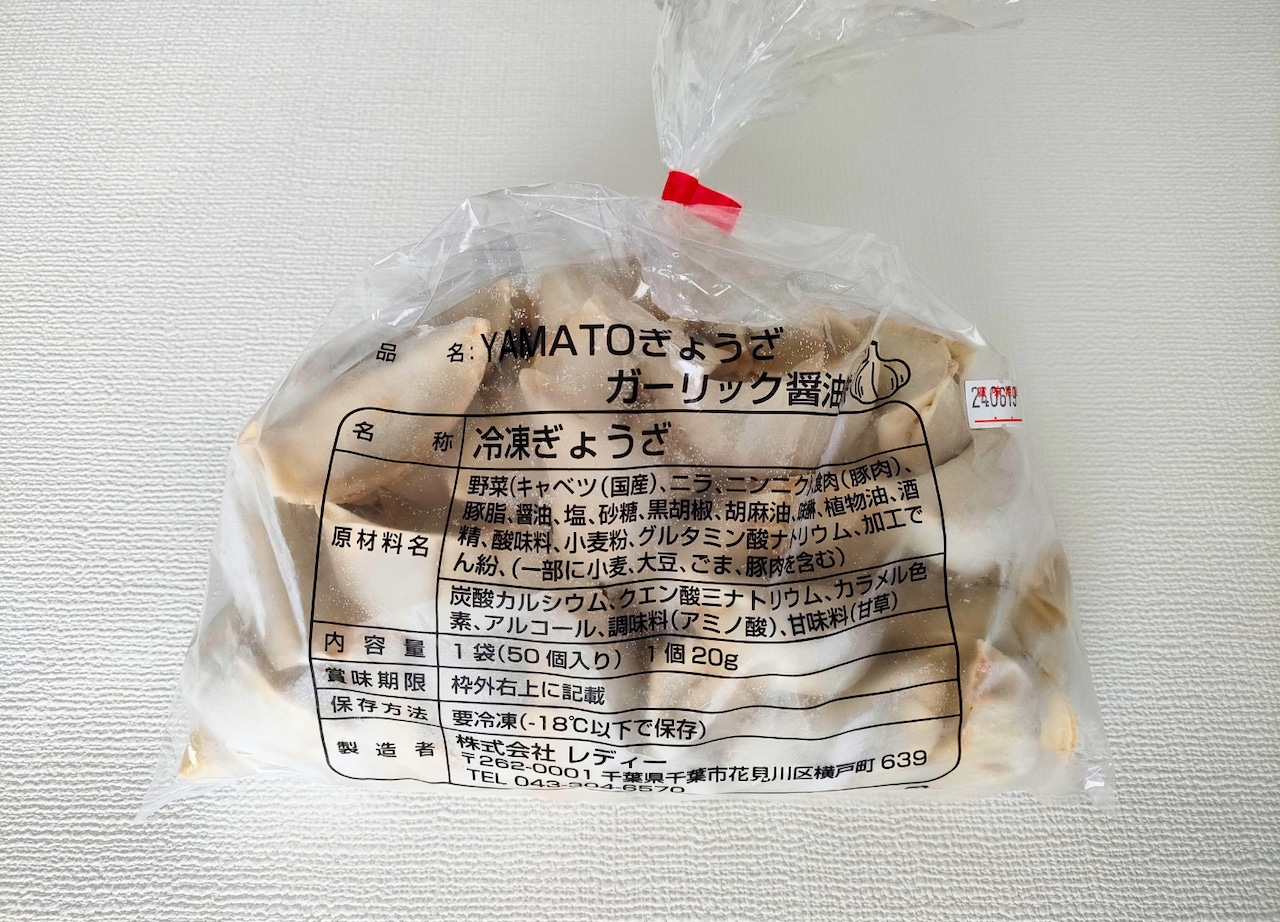 品 名:YAMATOぎょうざ
ガーリック醤油
240619
名 称 冷凍ぎょうざ
原材料名 野菜(キャベツ(国産)、ニラ、ニンニク)、食肉(豚肉)、
豚脂、醤油、塩、砂糖、黒胡椒、胡麻油、植物油、酒
精、酸味料、小麦粉、グルタミン酸ナトリウム、加工で
ん粉、(一部に小麦、大豆、ごま、豚肉を含む)
炭酸カルシウム、クエン酸三ナトリウム、カラメル色
素、アルコール、調味料(アミノ酸)、甘味料(甘草)
内 容 量 1袋(50個入り) 1個20g
賞味期限 枠外右上に記載
保存方法 要冷凍(-18℃以下で保存)
製 造 者 株式会社 レディー
〒262-0001 千葉県千葉市花見川区横戸町 639
TEL 043-304-6570